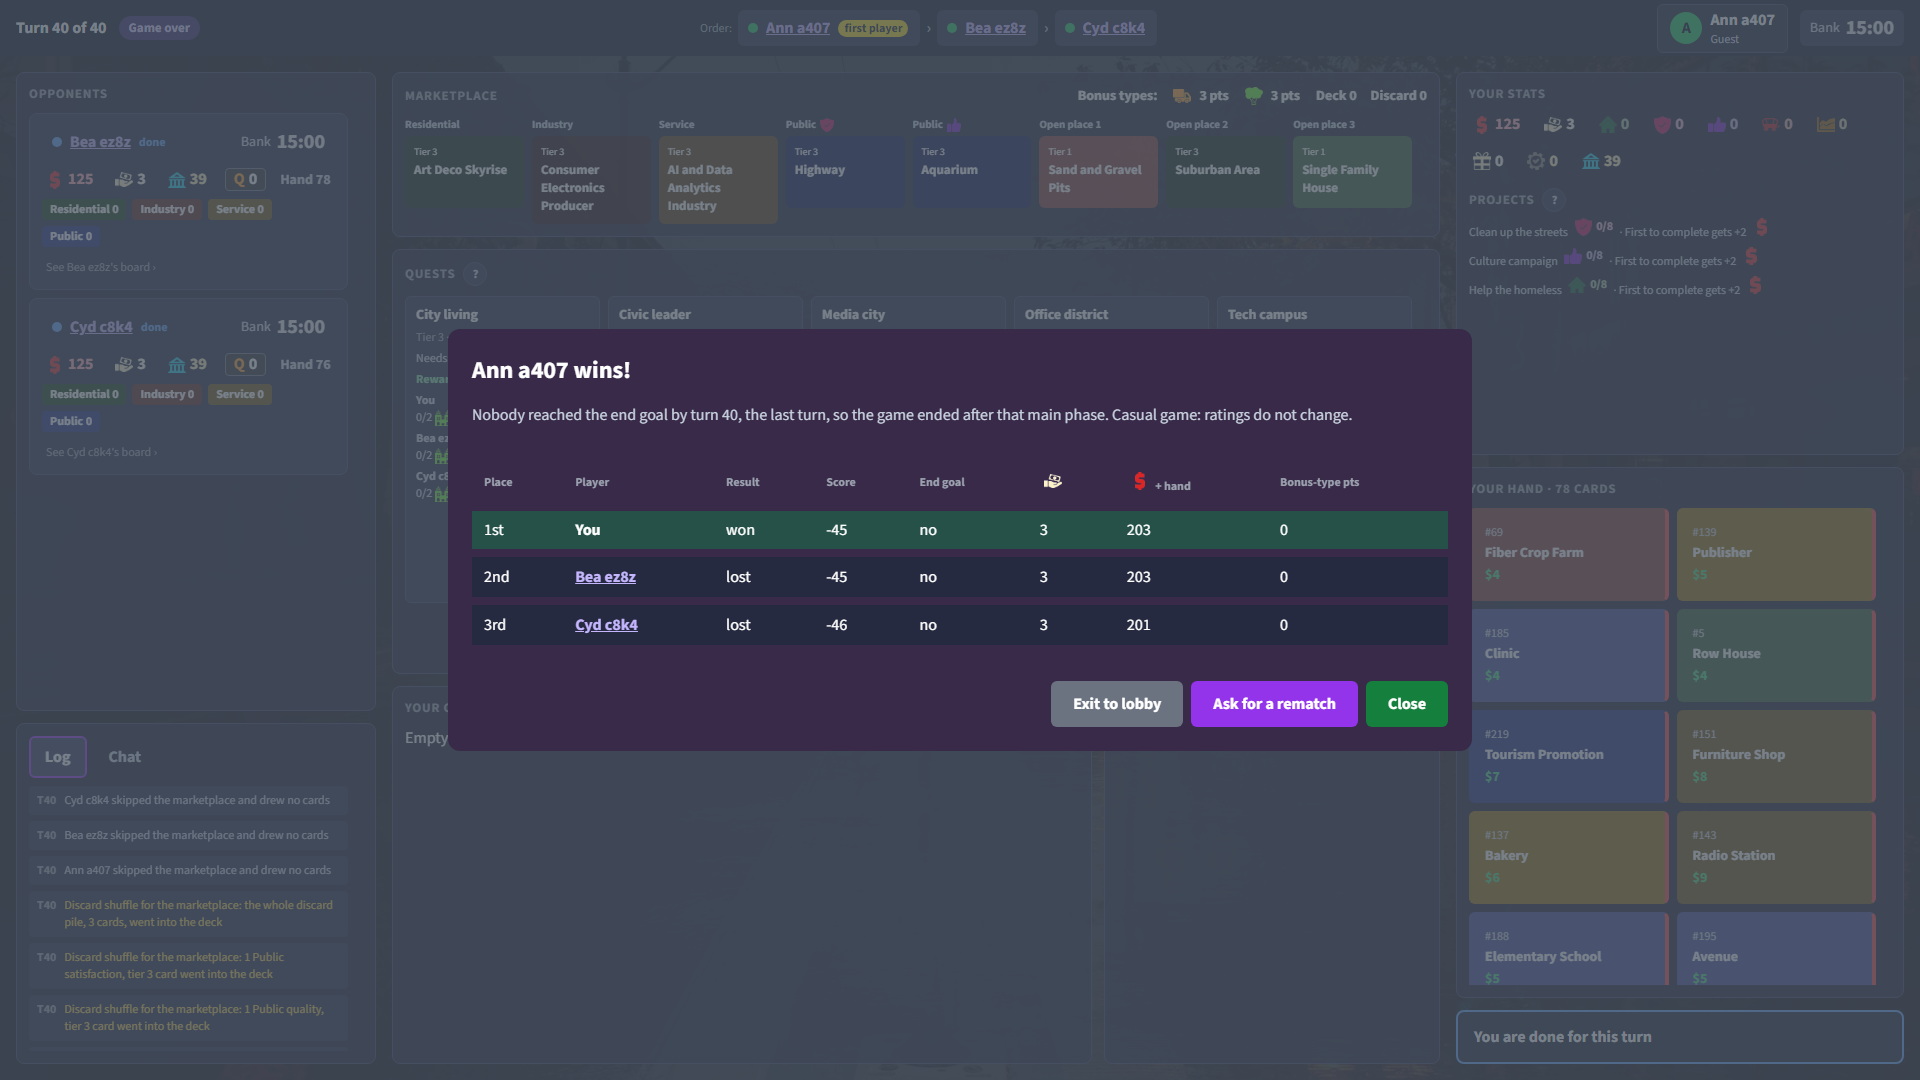 Turn 40 of 40
Game over
Order:
Ann a407
first player
Bea ez8z
Cyd c8k4
A
Ann a407
Guest
Bank 15:00
OPPONENTS
Bea ez8z done
Bank 15:00
125
3
39
Q 0
Hand 78
Residential 0
Industry 0
Service 0
Public 0
See Bea ez8z's board ›
Cyd c8k4 done
Bank 15:00
125
3
39
Q 0
Hand 76
Residential 0
Industry 0
Service 0
Public 0
See Cyd c8k4's board ›
MARKETPLACE
Bonus types:
3 pts
3 pts
Deck 0
Discard 0
Residential
Tier 3
Art Deco Skyrise
Industry
Tier 3
Consumer
Electronics
Producer
Service
Tier 3
AI and Data
Analytics
Industry
Public
Tier 3
Highway
Public
Tier 3
Aquarium
Open place 1
Tier 1
Sand and Gravel
Pits
Open place 2
Tier 3
Suburban Area
Open place 3
Tier 1
Single Family
House
QUESTS ?
City living
Civic leader
Media city
Office district
Tech campus
Tier 3
Needs
You
0/2
0/2
0/2
YOUR STATS
125
3
0
0
0
0
0
0
0
39
PROJECTS ?
Clean up the streets 0/8 · First to complete gets +2
Culture campaign 0/8 · First to complete gets +2
Help the homeless 0/8 · First to complete gets +2
Ann a407 wins!
Nobody reached the end goal by turn 40, the last turn, so the game ended after that main phase. Casual game: ratings do not change.
Place Player Result Score End goal + hand Bonus-type pts
1st You won -45 no 3 203 0
2nd Bea ez8z lost -45 no 3 203 0
3rd Cyd c8k4 lost -46 no 3 201 0
Exit to lobby
Ask for a rematch
Close
Empty
YOUR HAND - 78 CARDS
#69
Fiber Crop Farm
$4
#139
Publisher
$5
#185
Clinic
$4
#5
Row House
$4
#219
Tourism Promotion
$7
#151
Furniture Shop
$8
#137
Bakery
$6
#143
Radio Station
$9
#188
Elementary School
$5
#195
Avenue
$5
You are done for this turn
Log
Chat
T40 Cyd c8k4 skipped the marketplace and drew no cards
T40 Bea ez8z skipped the marketplace and drew no cards
T40 Ann a407 skipped the marketplace and drew no cards
T40 Discard shuffle for the marketplace: the whole discard
pile, 3 cards, went into the deck
T40 Discard shuffle for the marketplace: 1 Public
satisfaction, tier 3 card went into the deck
T40 Discard shuffle for the marketplace: 1 Public quality,
tier 3 card went into the deck